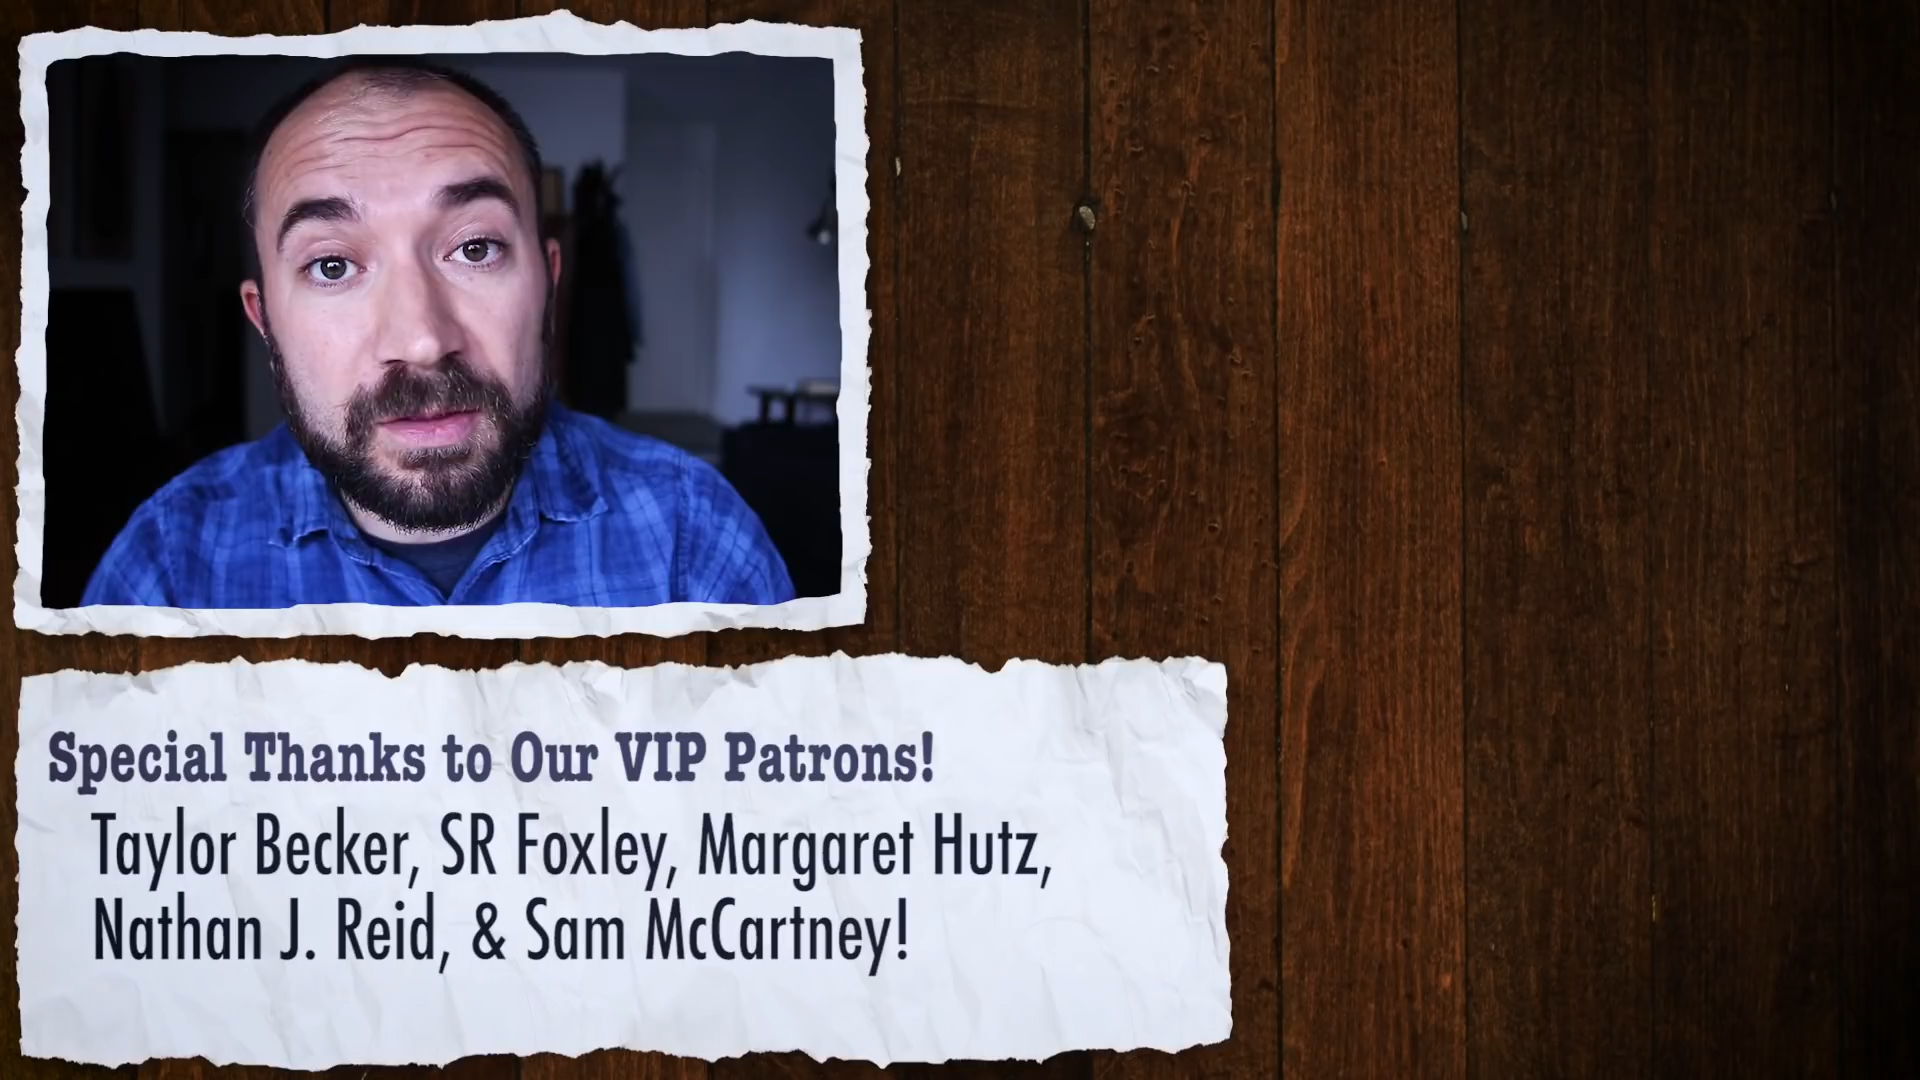 Special Thanks to Our VIP Patrons!
Taylor Becker, SR Foxley, Margaret Hutz,
Nathan J. Reid, & Sam McCartney!